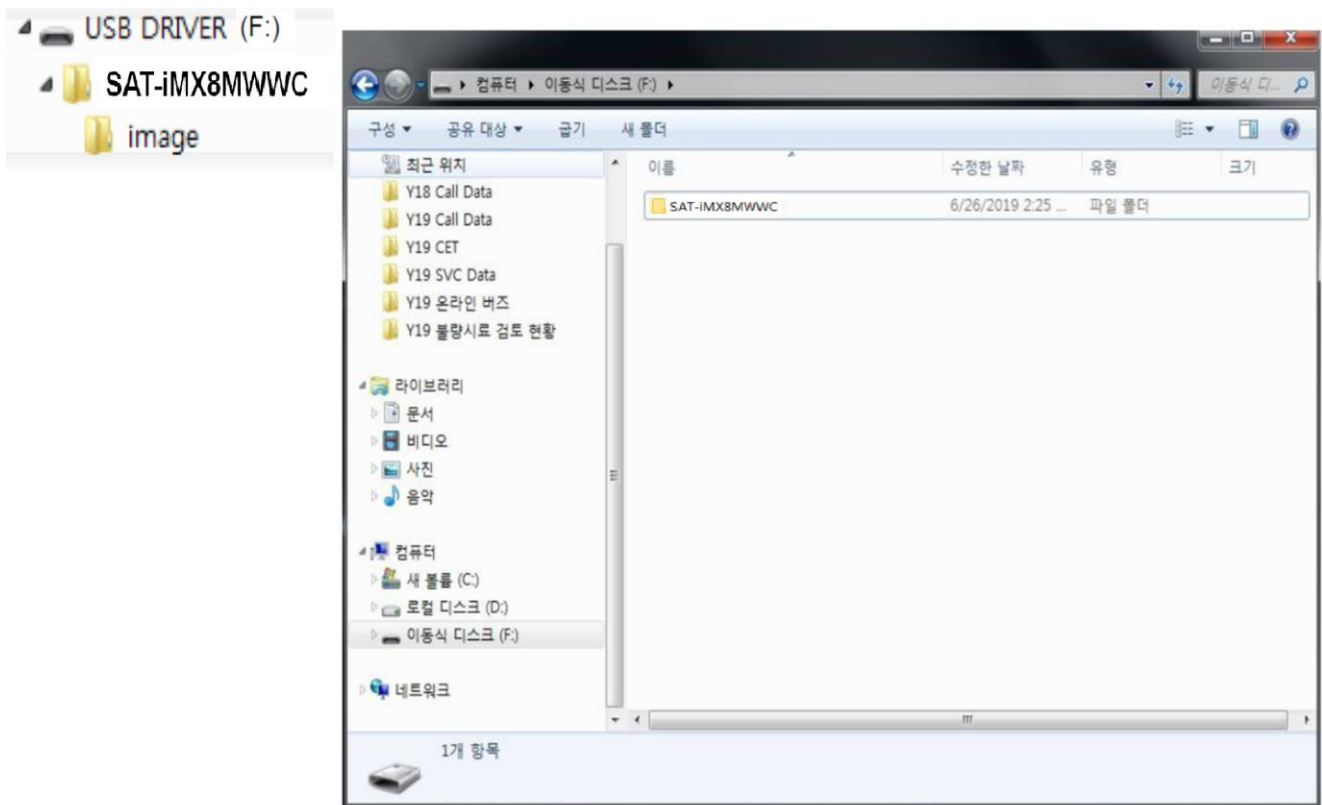 USB DRIVER (F:)
SAT-iMX8MWWC
image
컴퓨터 이동식 디스크 (F:)
이동식 디...
구성 공유 대상 굽기 새 폴더
최근 위치
Y18 Call Data
Y19 Call Data
Y19 CET
Y19 SVC Data
Y19 온라인 버즈
Y19 불량시료 검토 현황
라이브러리
문서
비디오
사진
음악
컴퓨터
새 볼륨 (C:)
로컬 디스크 (D:)
이동식 디스크 (F:)
네트워크
이름 수정한 날짜 유형 크기
SAT-iMX8MWWC 6/26/2019 2:25 ... 파일 폴더
1개 항목